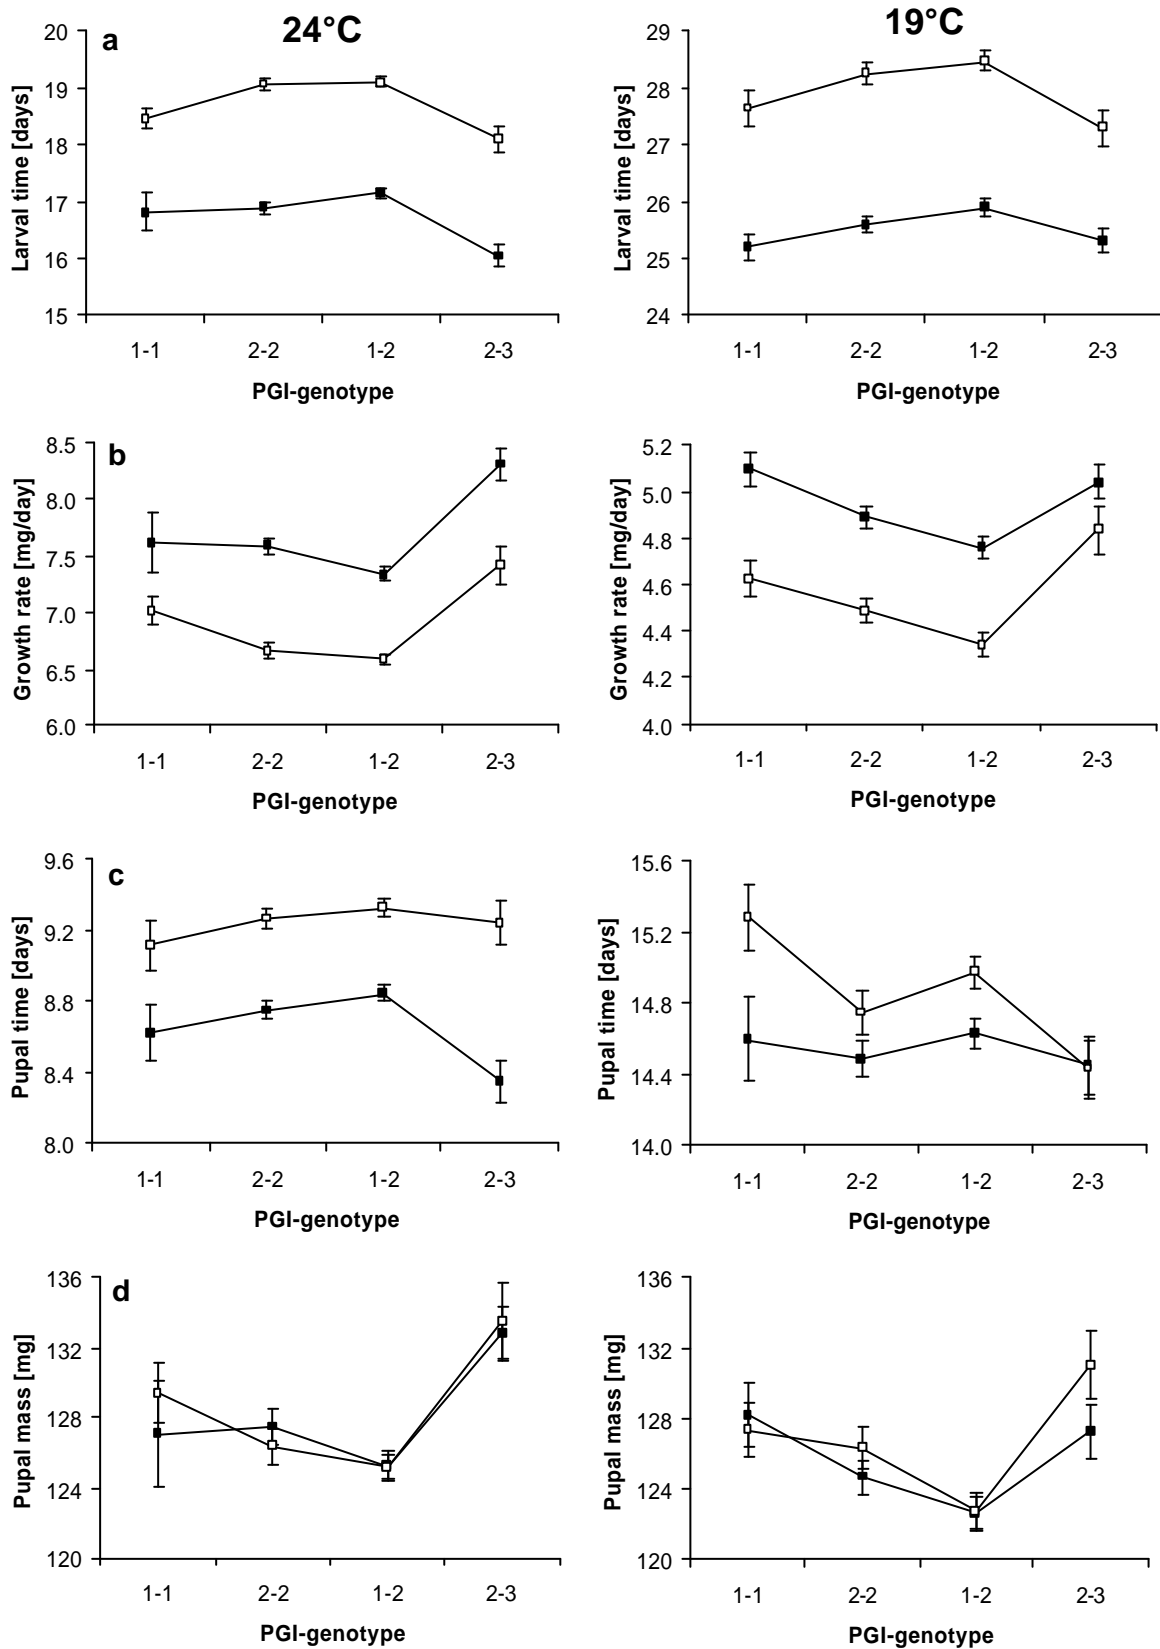 24°C
19°C
a
Larval time [days]
20
19
18
17
16
15
1-1 2-2 1-2 2-3
PGI-genotype
Larval time [days]
29
28
27
26
25
24
1-1 2-2 1-2 2-3
PGI-genotype
b
Growth rate [mg/day]
8.5
8.0
7.5
7.0
6.5
6.0
1-1 2-2 1-2 2-3
PGI-genotype
Growth rate [mg/day]
5.2
5.0
4.8
4.6
4.4
4.2
4.0
1-1 2-2 1-2 2-3
PGI-genotype
c
Pupal time [days]
9.6
9.2
8.8
8.4
8.0
1-1 2-2 1-2 2-3
PGI-genotype
Pupal time [days]
15.6
15.2
14.8
14.4
14.0
1-1 2-2 1-2 2-3
PGI-genotype
d
Pupal mass [mg]
136
132
128
124
120
1-1 2-2 1-2 2-3
PGI-genotype
Pupal mass [mg]
136
132
128
124
120
1-1 2-2 1-2 2-3
PGI-genotype